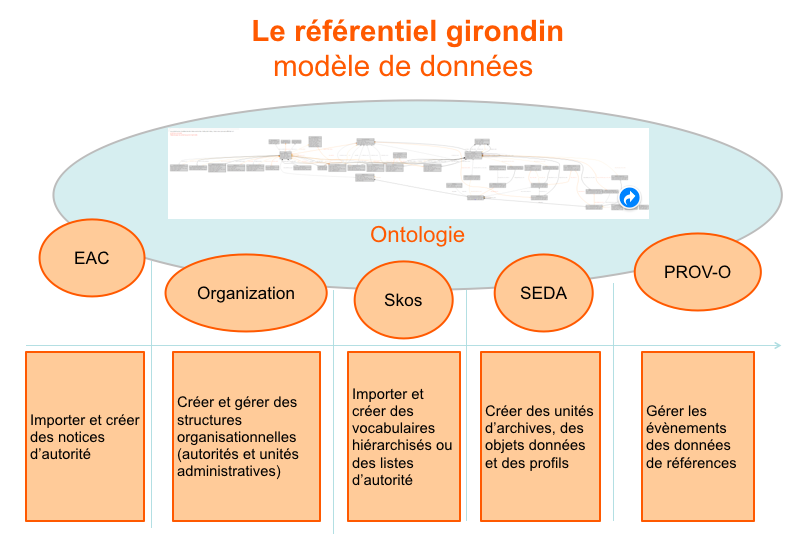 Le référentiel girondin
modèle de données
Ontologie
EAC
Organization
Skos
SEDA
PROV-O
Importer et créer
des notices
d’autorité
Créer et gérer des
structures
organisationnelles
(autorités et unités
administratives)
Importer et
créer des
vocabulaires
hiérarchisés ou
des listes
d’autorité
Créer des unités
d’archives, des
objets données
et des profils
Gérer les
évènements
des données
de références